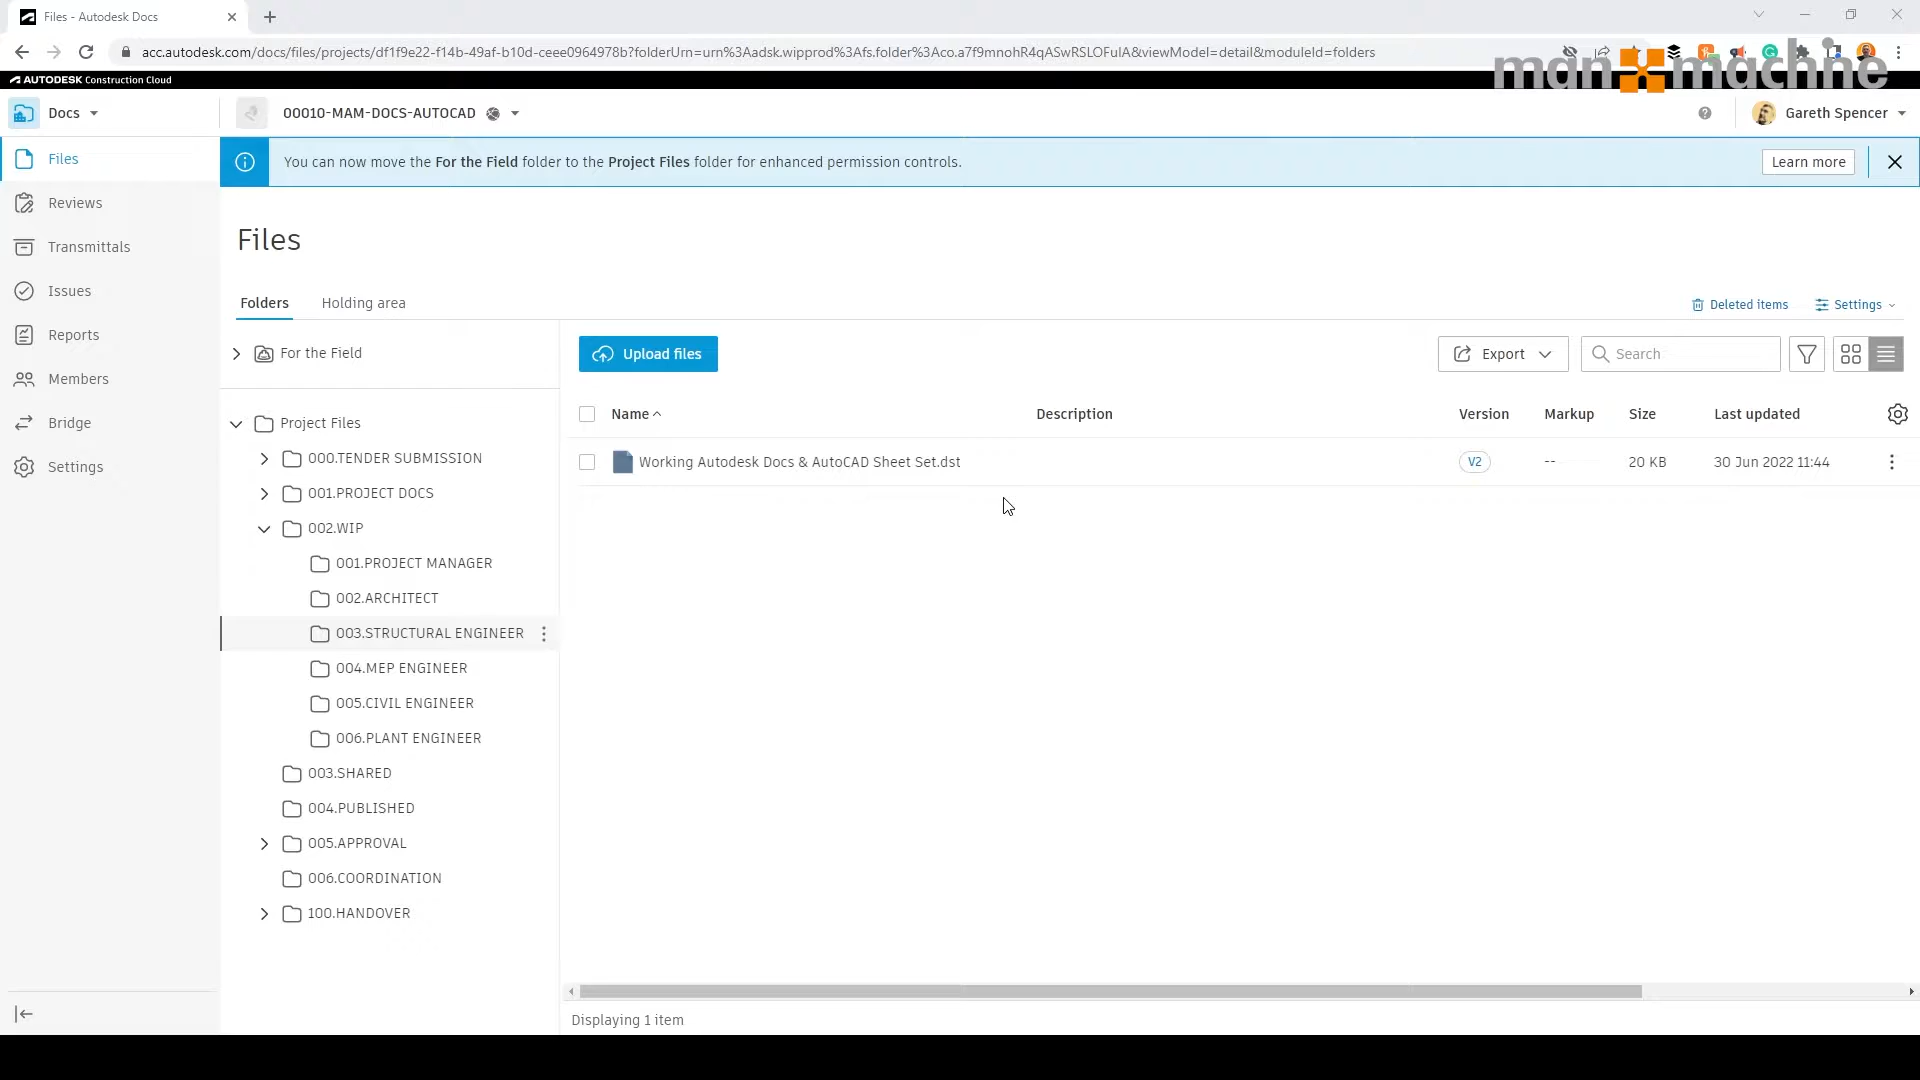 Files - Autodesk Docs
acc.autodesk.com/docs/files/projects/df1f9e22-f14b-49af-b10d-ceee0964978b?folderUrn=urn%3Aadsk.wipprod%3Afs.folder%3Aco.a7f9mnohR4qASwRSLOFuIA&viewModel=detail&moduleId=folders
AUTODESK Construction Cloud
man machine
Docs
00010-MAM-DOCS-AUTOCAD
Gareth Spencer
Files
Reviews
Transmittals
Issues
Reports
Members
Bridge
Settings
You can now move the For the Field folder to the Project Files folder for enhanced permission controls.
Learn more
Files
Folders
Holding area
Deleted items
Settings
For the Field
Project Files
000.TENDER SUBMISSION
001.PROJECT DOCS
002.WIP
001.PROJECT MANAGER
002.ARCHITECT
003.STRUCTURAL ENGINEER
004.MEP ENGINEER
005.CIVIL ENGINEER
006.PLANT ENGINEER
003.SHARED
004.PUBLISHED
005.APPROVAL
006.COORDINATION
100.HANDOVER
Upload files
Export
Search
Name Description Version Markup Size Last updated
Working Autodesk Docs & AutoCAD Sheet Set.dst V2 -- 20 KB 30 Jun 2022 11:44
Displaying 1 item